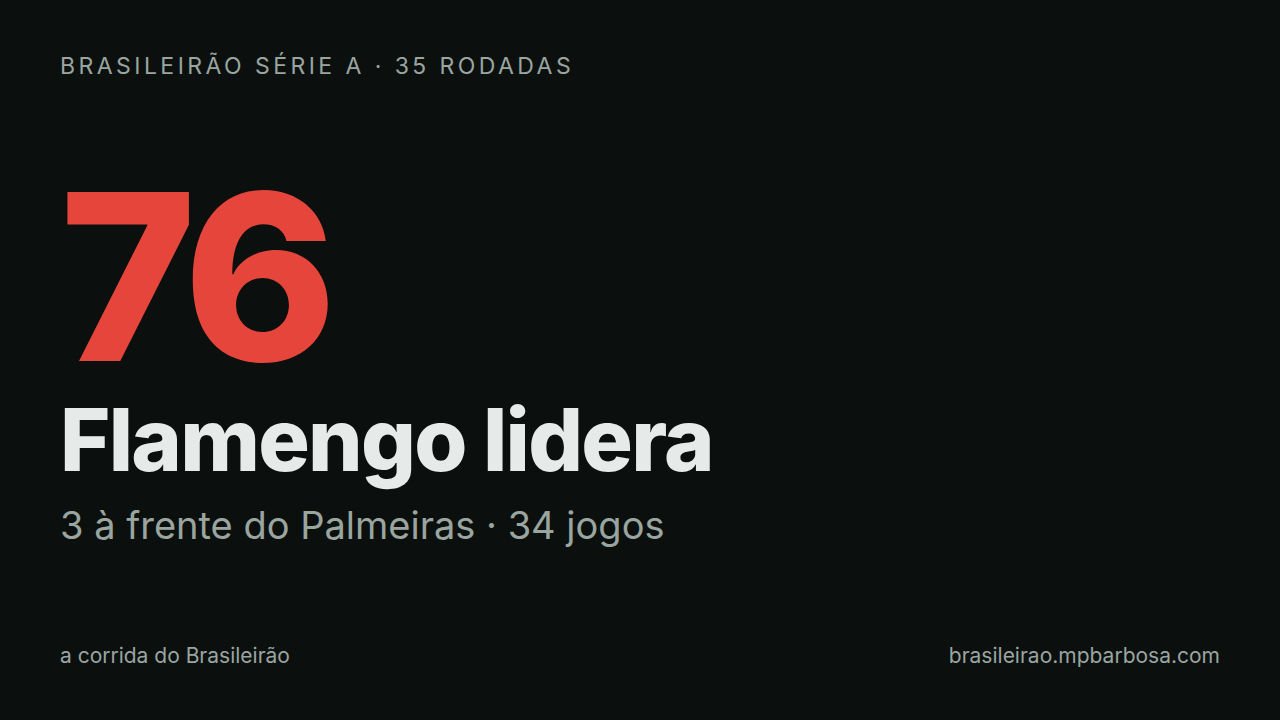 BRASILEIRÃO SÉRIE A · 35 RODADAS
76
Flamengo lidera
3 à frente do Palmeiras · 34 jogos
a corrida do Brasileirão
brasileirao.mpbarbosa.com